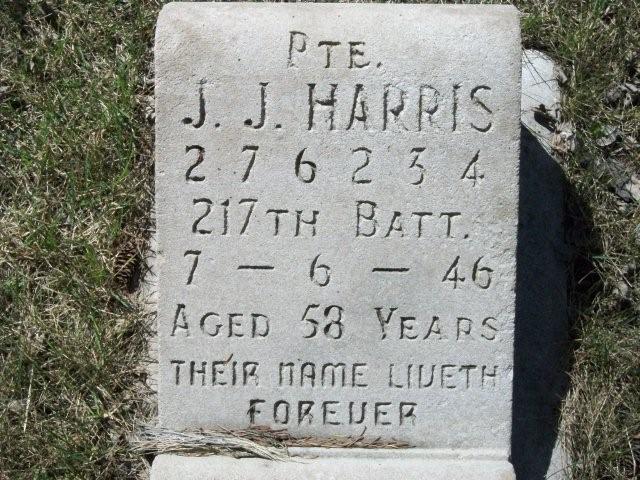 PTE.
J. J. HARRIS
276234
217TH BATT.
7 – 6 – 46
AGED 58 YEARS
THEIR NAME LIVETH
FOREVER